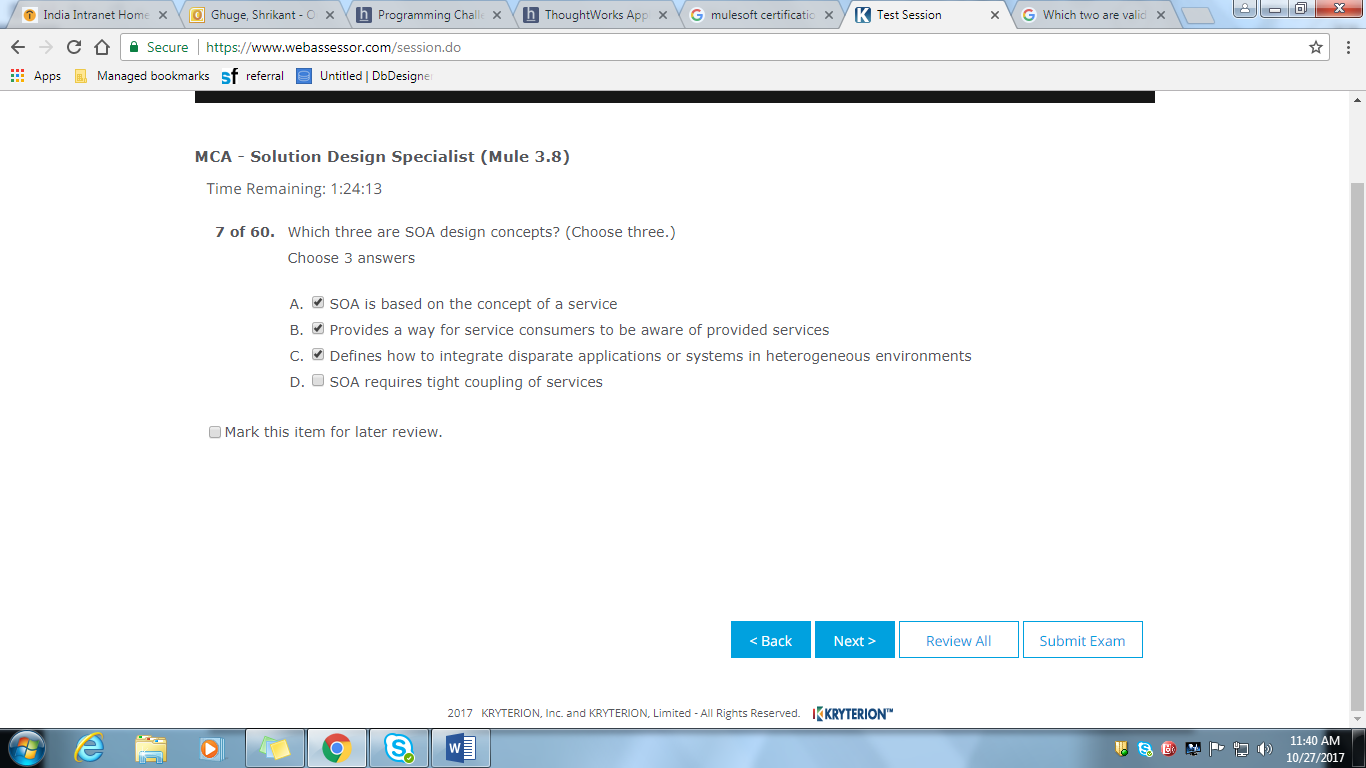 India Intranet Home
Ghuge, Shrikant - O
Programming Challe
ThoughtWorks App
mulesoft certificatio
Test Session
Which two are valid
Secure
https://www.webassessor.com/session.do
Apps
Managed bookmarks
sf referral
Untitled | DbDesigner
MCA - Solution Design Specialist (Mule 3.8)
Time Remaining: 1:24:13
7 of 60. Which three are SOA design concepts? (Choose three.)
Choose 3 answers
A. SOA is based on the concept of a service
B. Provides a way for service consumers to be aware of provided services
C. Defines how to integrate disparate applications or systems in heterogeneous environments
D. SOA requires tight coupling of services
Mark this item for later review.
< Back
Next >
Review All
Submit Exam
2017 KRYTERION, Inc. and KRYTERION, Limited - All Rights Reserved. KRYTERION™
11:40 AM
10/27/2017